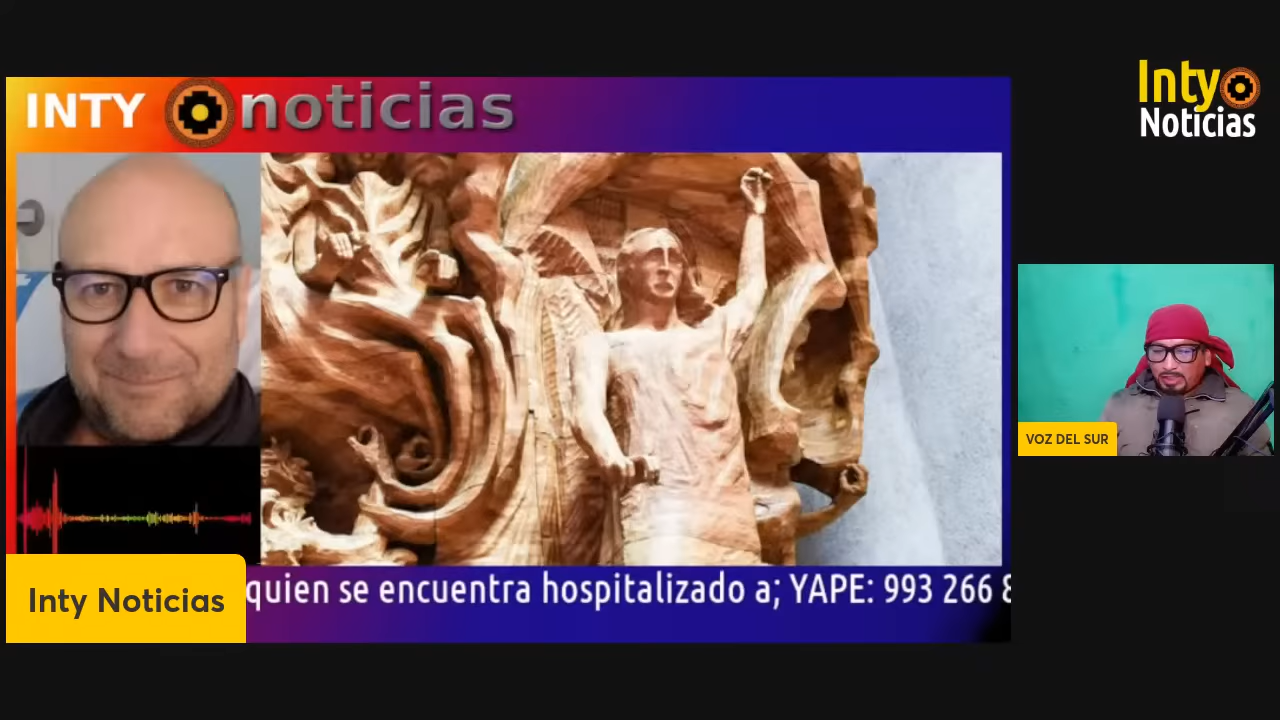 INTY noticias
Inty
Noticias
VOZ DEL SUR
Inty Noticias
quien se encuentra hospitalizado a; YAPE: 993 266